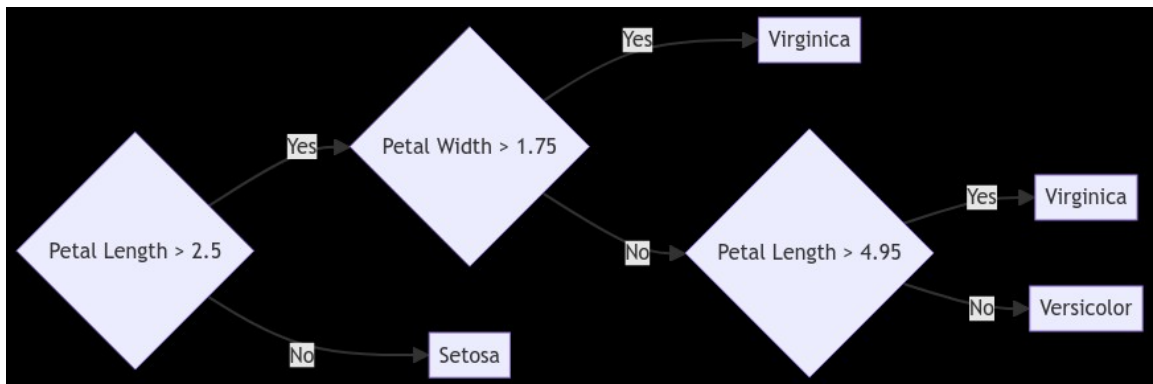 Yes
Virginica
Yes
Petal Width > 1.75
Petal Length > 2.5
No
Petal Length > 4.95
Yes
Virginica
No
Versicolor
No
Setosa